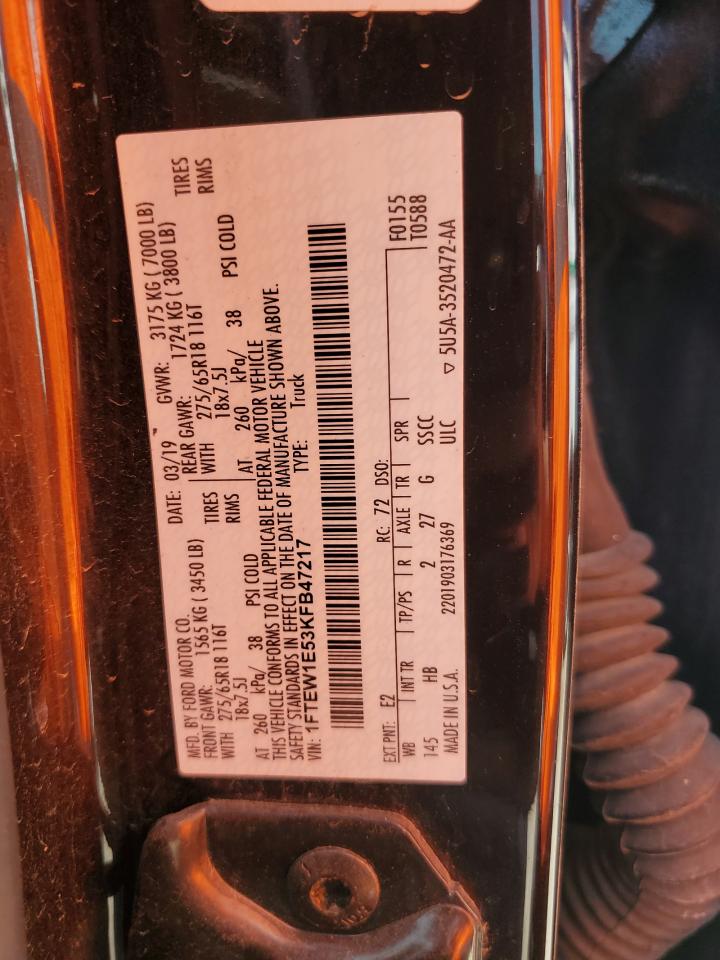 MFD. BY FORD MOTOR CO.
DATE: 03/19 GVWR: 3175 KG ( 7000 LB)
FRONT GAWR: 1565 KG ( 3450 LB) REAR GAWR: 1724 KG ( 3800 LB)
WITH 275/65R18 116T TIRES WITH 275/65R18 116T TIRES
18x7.5J RIMS 18x7.5J RIMS
AT 260 kPa/ 38 PSI COLD AT 260 kPa/ 38 PSI COLD
THIS VEHICLE CONFORMS TO ALL APPLICABLE FEDERAL MOTOR VEHICLE
SAFETY STANDARDS IN EFFECT ON THE DATE OF MANUFACTURE SHOWN ABOVE.
VIN: 1FTEW1E53KFB47217 TYPE: Truck
EXT PNT: E2 RC: 72 DSO: F0155
WB INT TR TP/PS R AXLE TR SPR T0588
145 HB 2 27 G SSCC
MADE IN U.S.A. 2201903176369 ULC ▽ 5U5A-3520472-AA